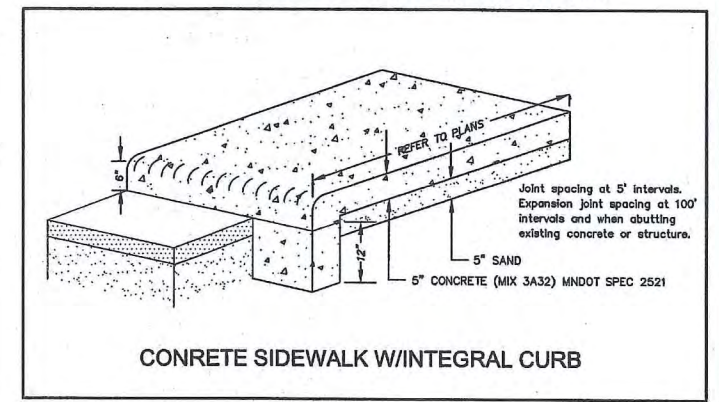 REFER TO PLANS
6"
Joint spacing at 5' intervals.
Expansion joint spacing at 100'
intervals and when abutting
existing concrete or structure.
12"
5" SAND
5" CONCRETE (MIX 3A32) MNDOT SPEC 2521
CONRETE SIDEWALK W/INTEGRAL CURB